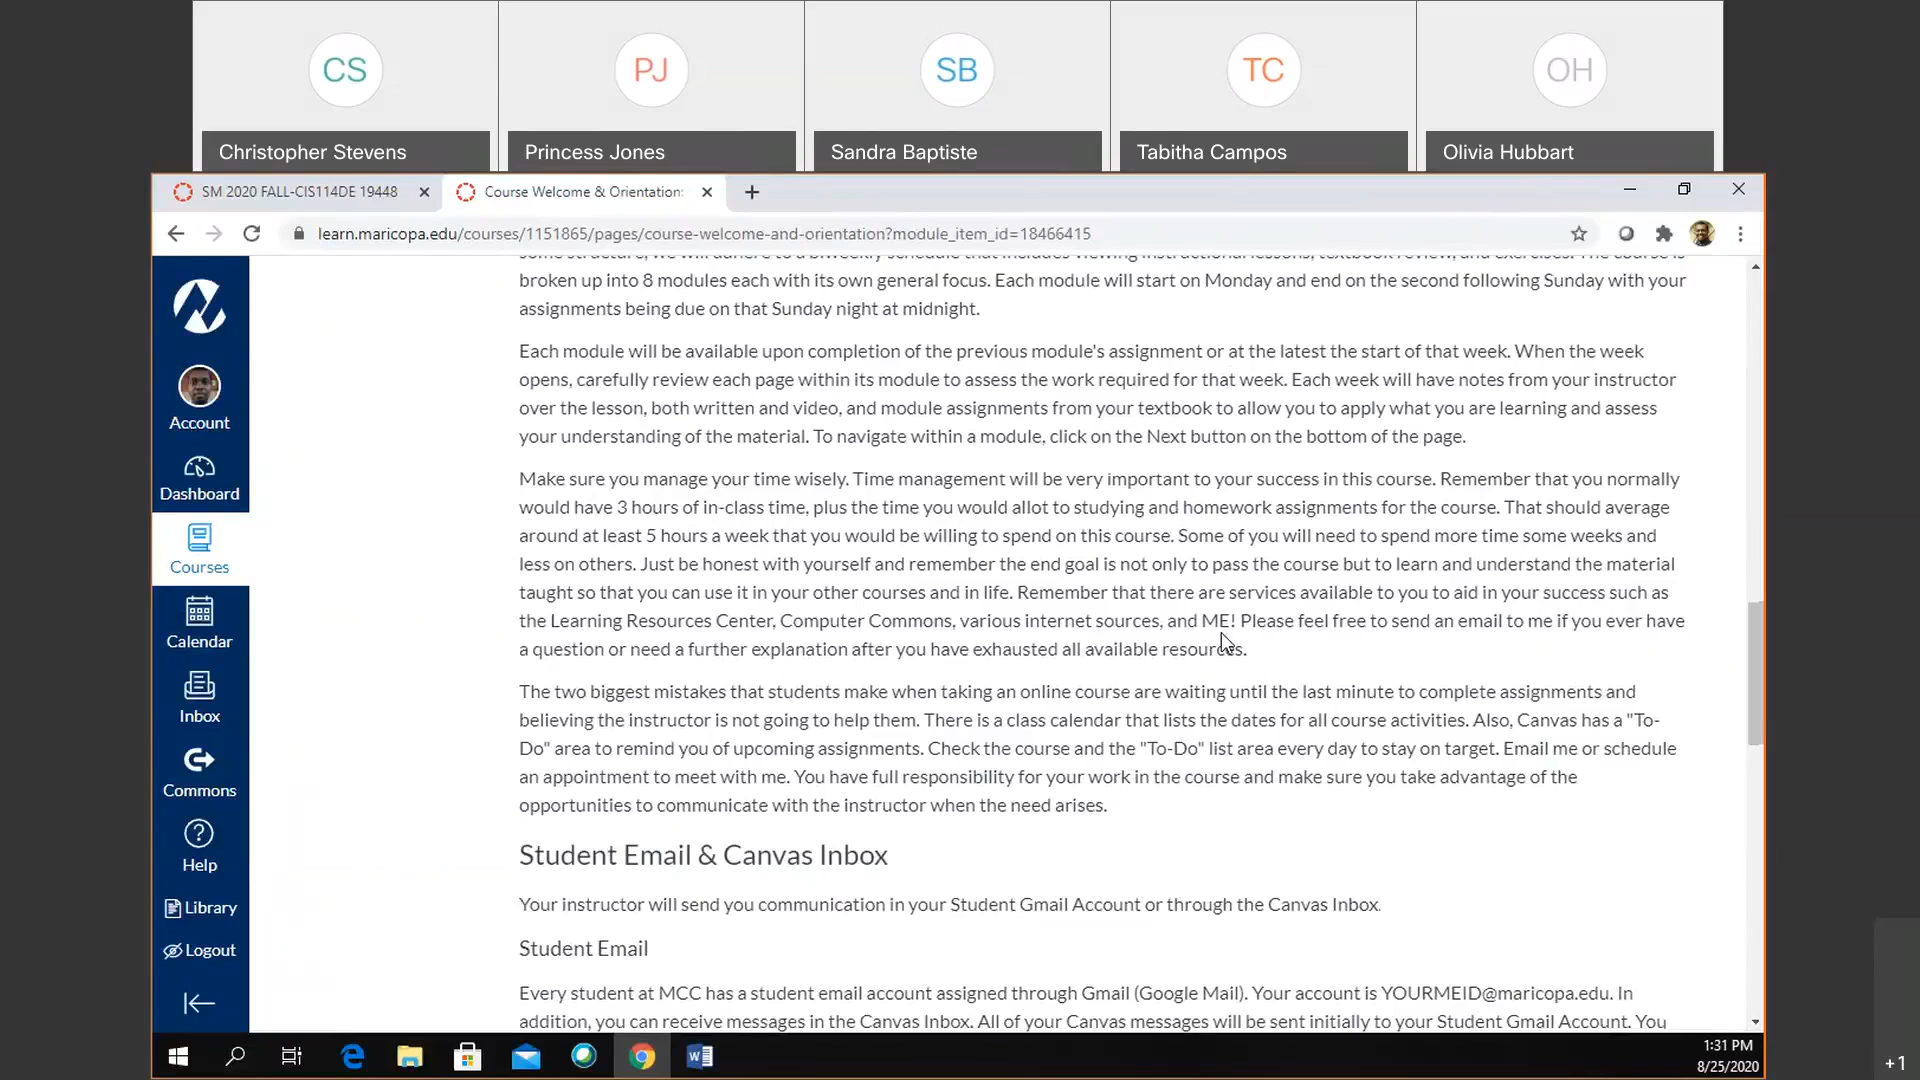 CS
PJ
SB
TC
OH
Christopher Stevens
Princess Jones
Sandra Baptiste
Tabitha Campos
Olivia Hubbart
SM 2020 FALL-CIS114DE 19448
Course Welcome & Orientation:
learn.maricopa.edu/courses/1151865/pages/course-welcome-and-orientation?module_item_id=18466415
Account
Dashboard
Courses
Calendar
Inbox
Commons
Help
Library
Logout
some structure, we will adhere to a biweekly schedule that includes viewing instructional lessons, textbook review, and exercises. The course is
broken up into 8 modules each with its own general focus. Each module will start on Monday and end on the second following Sunday with your
assignments being due on that Sunday night at midnight.
Each module will be available upon completion of the previous module's assignment or at the latest the start of that week. When the week
opens, carefully review each page within its module to assess the work required for that week. Each week will have notes from your instructor
over the lesson, both written and video, and module assignments from your textbook to allow you to apply what you are learning and assess
your understanding of the material. To navigate within a module, click on the Next button on the bottom of the page.
Make sure you manage your time wisely. Time management will be very important to your success in this course. Remember that you normally
would have 3 hours of in-class time, plus the time you would allot to studying and homework assignments for the course. That should average
around at least 5 hours a week that you would be willing to spend on this course. Some of you will need to spend more time some weeks and
less on others. Just be honest with yourself and remember the end goal is not only to pass the course but to learn and understand the material
taught so that you can use it in your other courses and in life. Remember that there are services available to you to aid in your success such as
the Learning Resources Center, Computer Commons, various internet sources, and ME! Please feel free to send an email to me if you ever have
a question or need a further explanation after you have exhausted all available resources.
The two biggest mistakes that students make when taking an online course are waiting until the last minute to complete assignments and
believing the instructor is not going to help them. There is a class calendar that lists the dates for all course activities. Also, Canvas has a "To-
Do" area to remind you of upcoming assignments. Check the course and the "To-Do" list area every day to stay on target. Email me or schedule
an appointment to meet with me. You have full responsibility for your work in the course and make sure you take advantage of the
opportunities to communicate with the instructor when the need arises.
Student Email & Canvas Inbox
Your instructor will send you communication in your Student Gmail Account or through the Canvas Inbox.
Student Email
Every student at MCC has a student email account assigned through Gmail (Google Mail). Your account is YOURMEID@maricopa.edu. In
addition, you can receive messages in the Canvas Inbox. All of your Canvas messages will be sent initially to your Student Gmail Account. You
W
1:31 PM
8/25/2020
+1